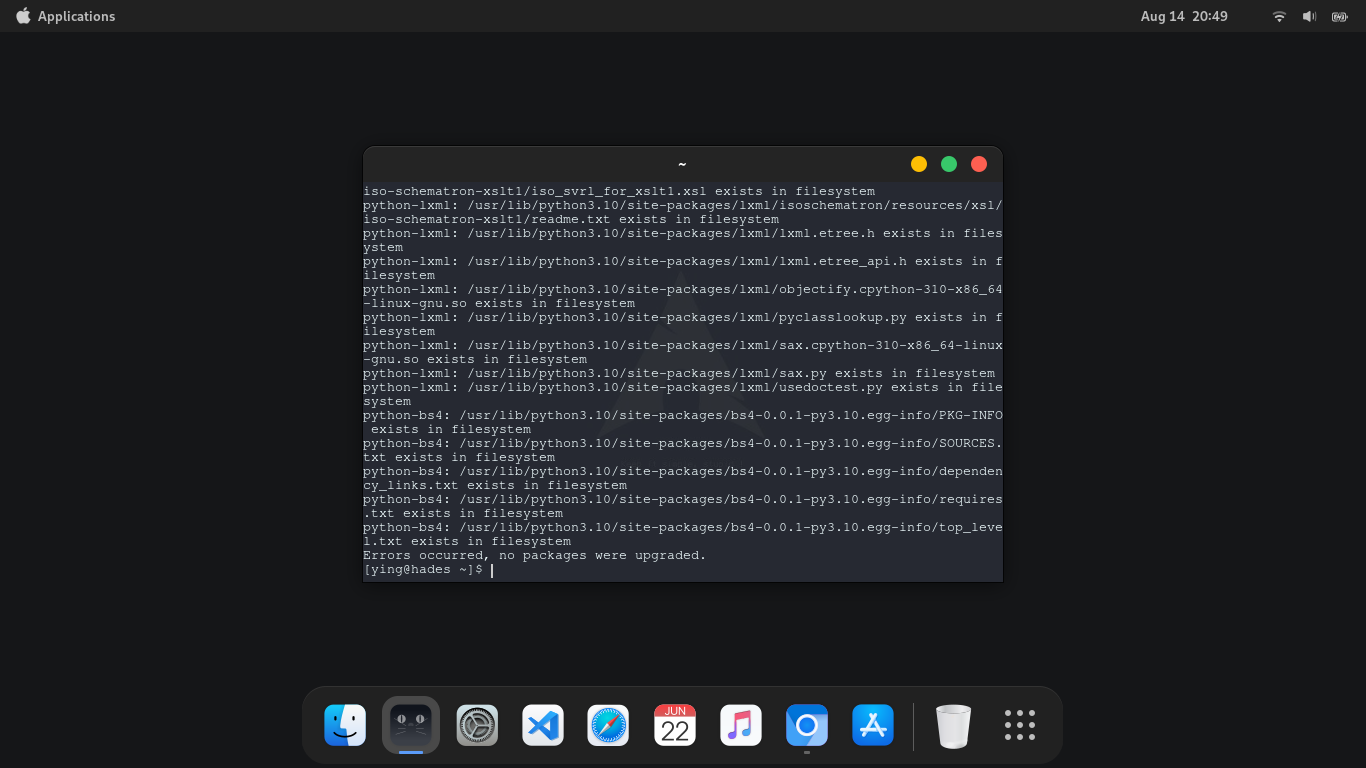 Applications
Aug 14 20:49
~
iso-schematron-xslt1/iso_svrl_for_xslt1.xsl exists in filesystem
python-lxml: /usr/lib/python3.10/site-packages/lxml/isoschematron/resources/xsl/
iso-schematron-xslt1/readme.txt exists in filesystem
python-lxml: /usr/lib/python3.10/site-packages/lxml/lxml.etree.h exists in files
ystem
python-lxml: /usr/lib/python3.10/site-packages/lxml/lxml.etree_api.h exists in f
ilesystem
python-lxml: /usr/lib/python3.10/site-packages/lxml/objectify.cpython-310-x86_64
-linux-gnu.so exists in filesystem
python-lxml: /usr/lib/python3.10/site-packages/lxml/pyclasslookup.py exists in f
ilesystem
python-lxml: /usr/lib/python3.10/site-packages/lxml/sax.cpython-310-x86_64-linux
-gnu.so exists in filesystem
python-lxml: /usr/lib/python3.10/site-packages/lxml/sax.py exists in filesystem
python-lxml: /usr/lib/python3.10/site-packages/lxml/usedoctest.py exists in file
system
python-bs4: /usr/lib/python3.10/site-packages/bs4-0.0.1-py3.10.egg-info/PKG-INFO
 exists in filesystem
python-bs4: /usr/lib/python3.10/site-packages/bs4-0.0.1-py3.10.egg-info/SOURCES.
txt exists in filesystem
python-bs4: /usr/lib/python3.10/site-packages/bs4-0.0.1-py3.10.egg-info/dependen
cy_links.txt exists in filesystem
python-bs4: /usr/lib/python3.10/site-packages/bs4-0.0.1-py3.10.egg-info/requires
.txt exists in filesystem
python-bs4: /usr/lib/python3.10/site-packages/bs4-0.0.1-py3.10.egg-info/top_leve
l.txt exists in filesystem
Errors occurred, no packages were upgraded.
[ying@hades ~]$
JUN
22